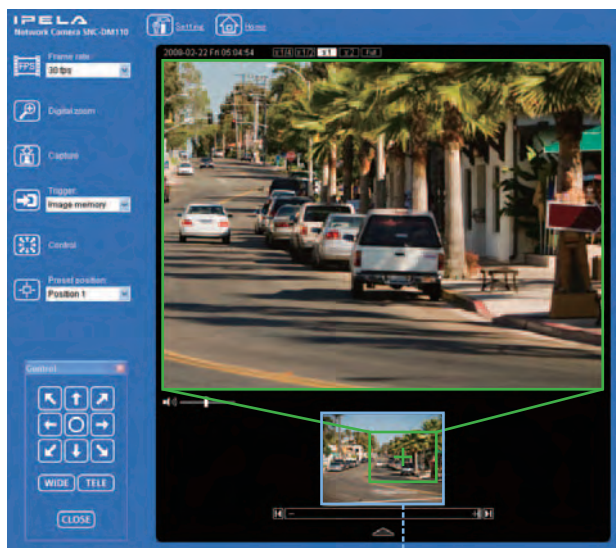 IPELA
Network Camera SNC-DM110
Setting
Home
2008-02-22 Fri 05:04:54
x1/4 x1/2 x1 x2 Full
Frame rate:
FPS
30 fps
Digital zoom
Capture
Trigger:
Image memory
Control
Preset position:
Position 1
Control
WIDE TELE
CLOSE